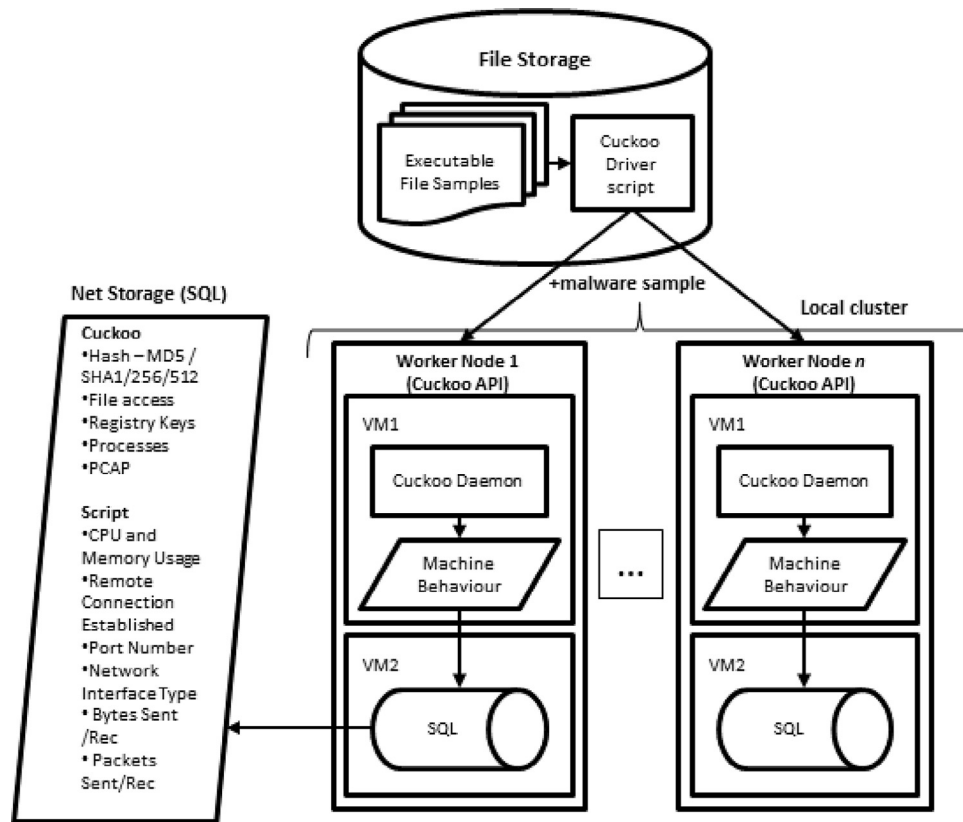 File Storage
Executable
File Samples
Cuckoo
Driver
script
+malware sample
Local cluster
Net Storage (SQL)
Cuckoo
•Hash – MD5 /
SHA1/256/512
•File access
•Registry Keys
•Processes
•PCAP
Script
•CPU and
Memory Usage
•Remote
Connection
Established
•Port Number
•Network
Interface Type
• Bytes Sent
/Rec
• Packets
Sent/Rec
Worker Node 1
(Cuckoo API)
VM1
Cuckoo Daemon
Machine
Behaviour
VM2
SQL
...
Worker Node n
(Cuckoo API)
VM1
Cuckoo Daemon
Machine
Behaviour
VM2
SQL